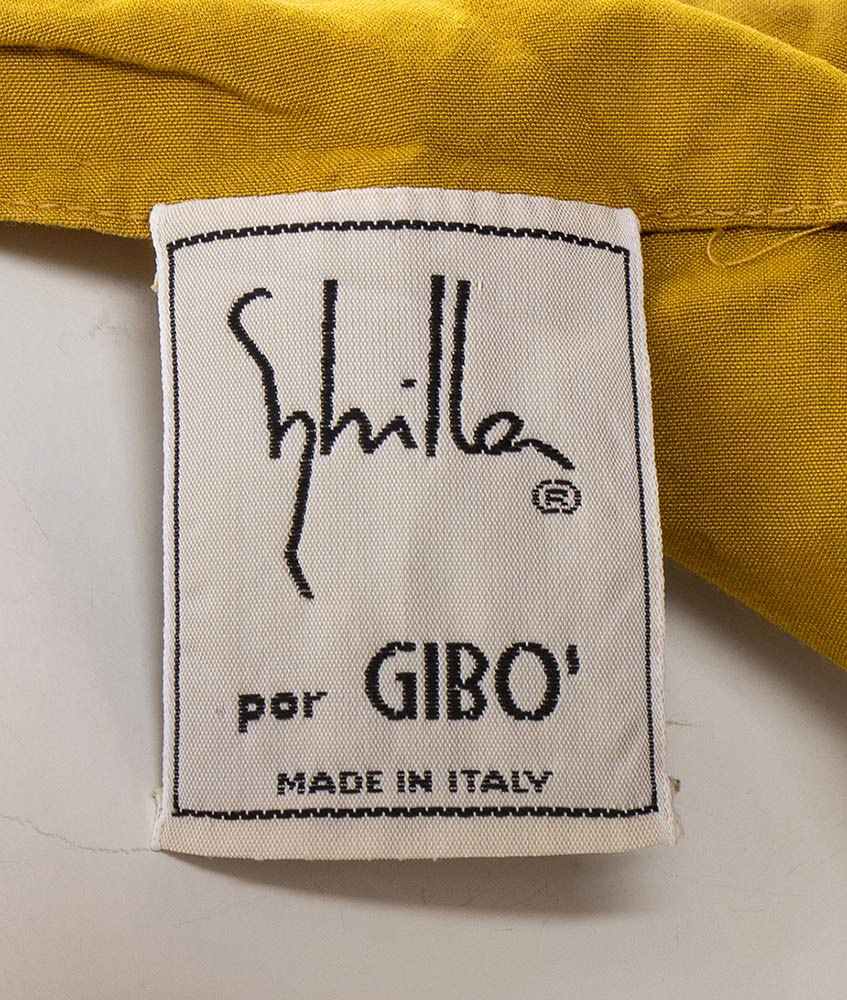 Sybilla
®
por GIBO'
MADE IN ITALY